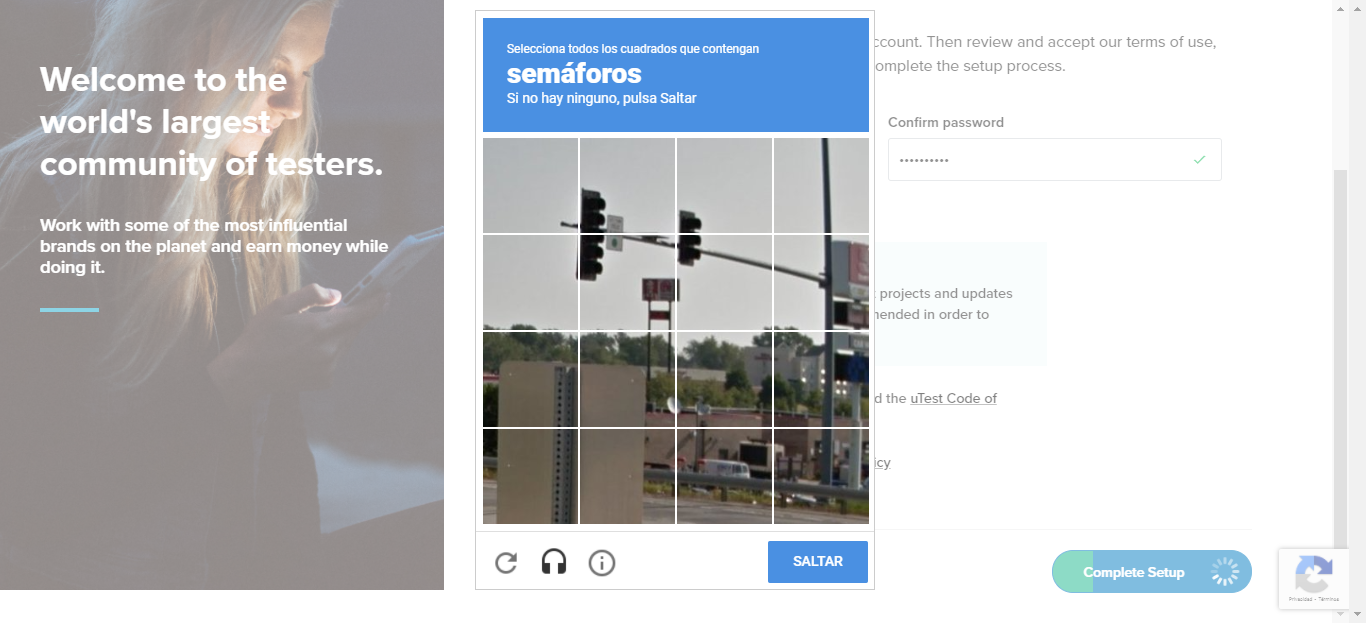 Welcome to the
world's largest
community of testers.
Work with some of the most influential
brands on the planet and earn money while
doing it.
Selecciona todos los cuadrados que contengan
semáforos
Si no hay ninguno, pulsa Saltar
SALTAR
ccount. Then review and accept our terms of use,
omplete the setup process.
Confirm password
••••••••••
projects and updates
nended in order to
d the uTest Code of
icy
Complete Setup
Privacidad - Términos